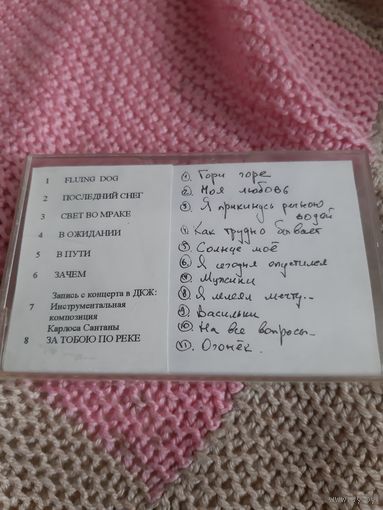 1 FLUING DOG
2 ПОСЛЕДНИЙ СНЕГ
3 СВЕТ ВО МРАКЕ
4 В ОЖИДАНИИ
5 В ПУТИ
6 ЗАЧЕМ
Запись с концерта в ДКЖ:
7 Инструментальная
композиция
Карлоса Сантаны
8 ЗА ТОБОЮ ПО РЕКЕ
1. Гори горе
2. Моя любовь
3. Я прикинусь речною
водой
4. Как трудно бывает
5. Солнце моё
6. Я сегодня опустился
7. Мужики
8. Я лелея мечту...
9. Васильки
10. На все вопросы...
11. Огонёк.